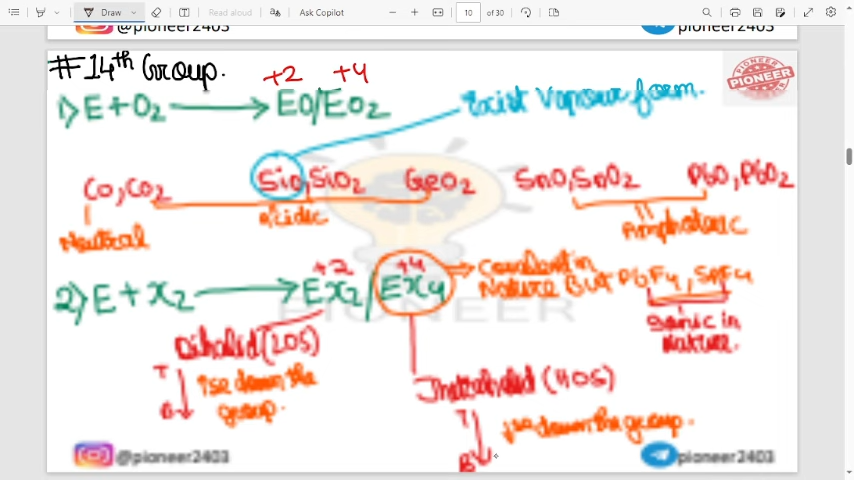 Draw
Read aloud
Ask Copilot
10 of 30
@pioneer2403
pioneer2403
#14th Group.
+2 +4
1) E + O2 → EO/EO2
Exist Vapour form.
PIONEER
CO, CO2
SiO, SiO2
GeO2
SnO, SnO2
PbO, PbO2
Neutral
acidic
Amphoteric
+2 +4
2) E + X2 → EX2/EX4
Covalent in
Nature But PbF4, SnF4
ionic in
Nature.
PIONEER
Dihalid (2OS)
T
B
↑se down the
group.
Tetrahalid (4OS)
T
B
↓se down the group.
@pioneer2403
pioneer2403